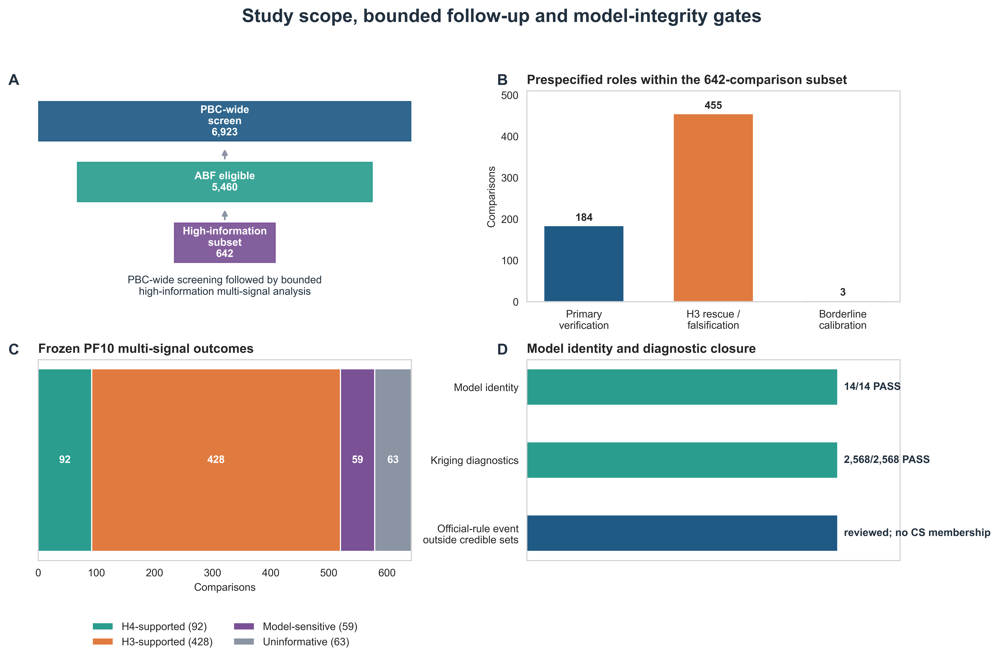 Study scope, bounded follow-up and model-integrity gates
A
PBC-wide
screen
6,923
ABF eligible
5,460
High-information
subset
642
PBC-wide screening followed by bounded
high-information multi-signal analysis
B
Prespecified roles within the 642-comparison subset
500
400
300
200
100
0
Comparisons
184
455
3
Primary
verification
H3 rescue /
falsification
Borderline
calibration
C
Frozen PF10 multi-signal outcomes
92
428
59
63
0 100 200 300 400 500 600
Comparisons
H4-supported (92)
H3-supported (428)
Model-sensitive (59)
Uninformative (63)
D
Model identity and diagnostic closure
Model identity
14/14 PASS
Kriging diagnostics
2,568/2,568 PASS
Official-rule event
outside credible sets
reviewed; no CS membership